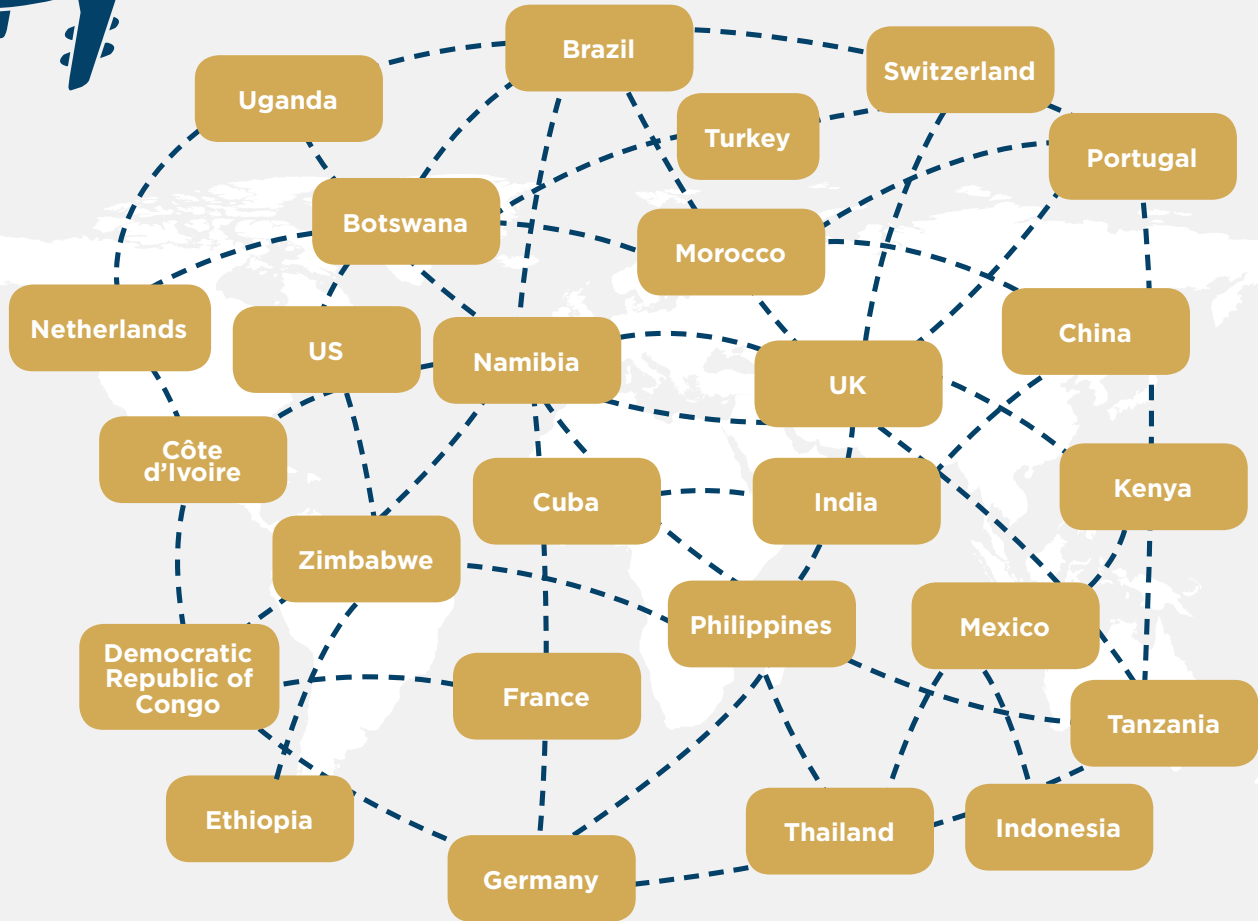 Brazil
Switzerland
Uganda
Turkey
Portugal
Botswana
Morocco
Netherlands
US
Namibia
UK
China
Côte
d’Ivoire
Cuba
India
Kenya
Zimbabwe
Democratic
Republic of
Congo
Philippines
Mexico
France
Tanzania
Ethiopia
Thailand
Indonesia
Germany